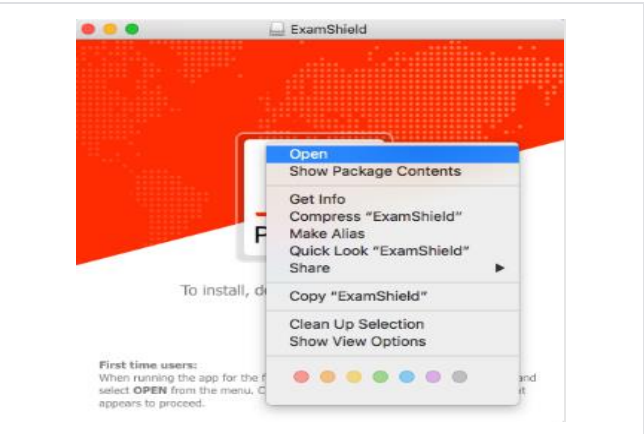 ExamShield
Open
Show Package Contents
Get Info
Compress "ExamShield"
Make Alias
Quick Look "ExamShield"
Share
P
To install, d
Copy "ExamShield"
Clean Up Selection
Show View Options
First time users:
When running the app for the f and
select OPEN from the menu. C it
appears to proceed.